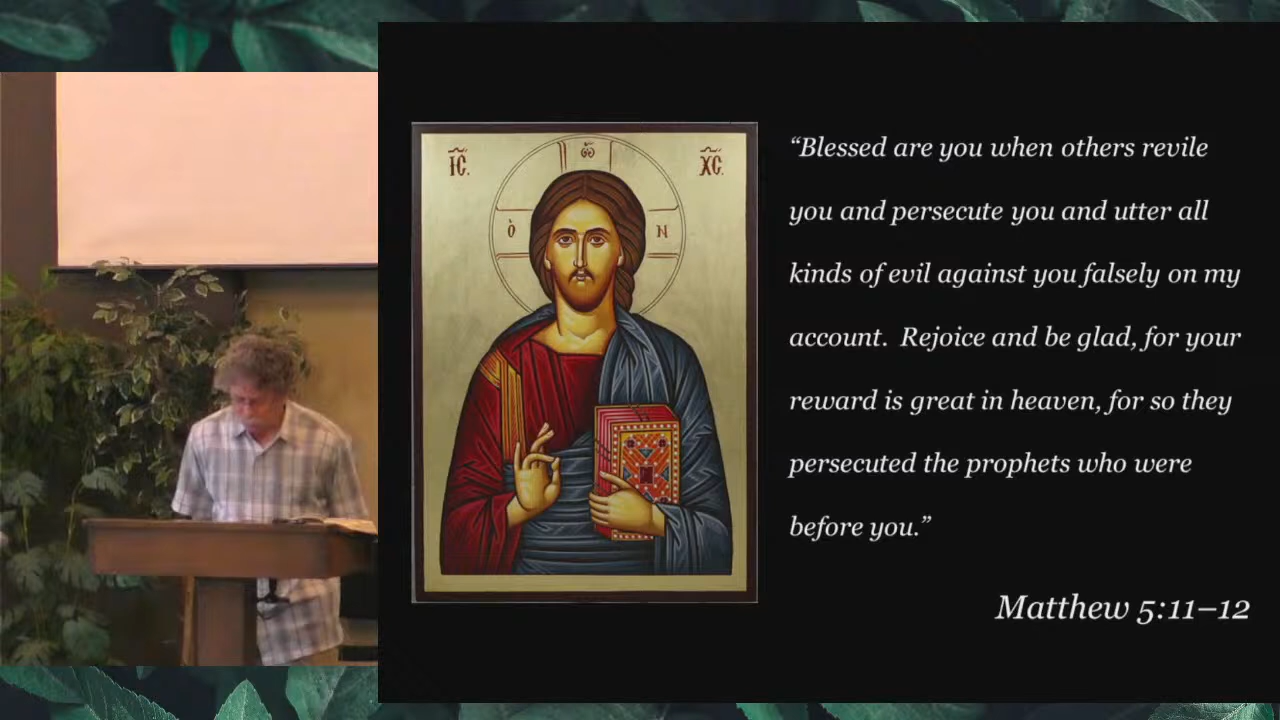 ΙC. ὁ ὤ Ν ΧC.
“Blessed are you when others revile
you and persecute you and utter all
kinds of evil against you falsely on my
account.  Rejoice and be glad, for your
reward is great in heaven, for so they
persecuted the prophets who were
before you.”
Matthew 5:11–12